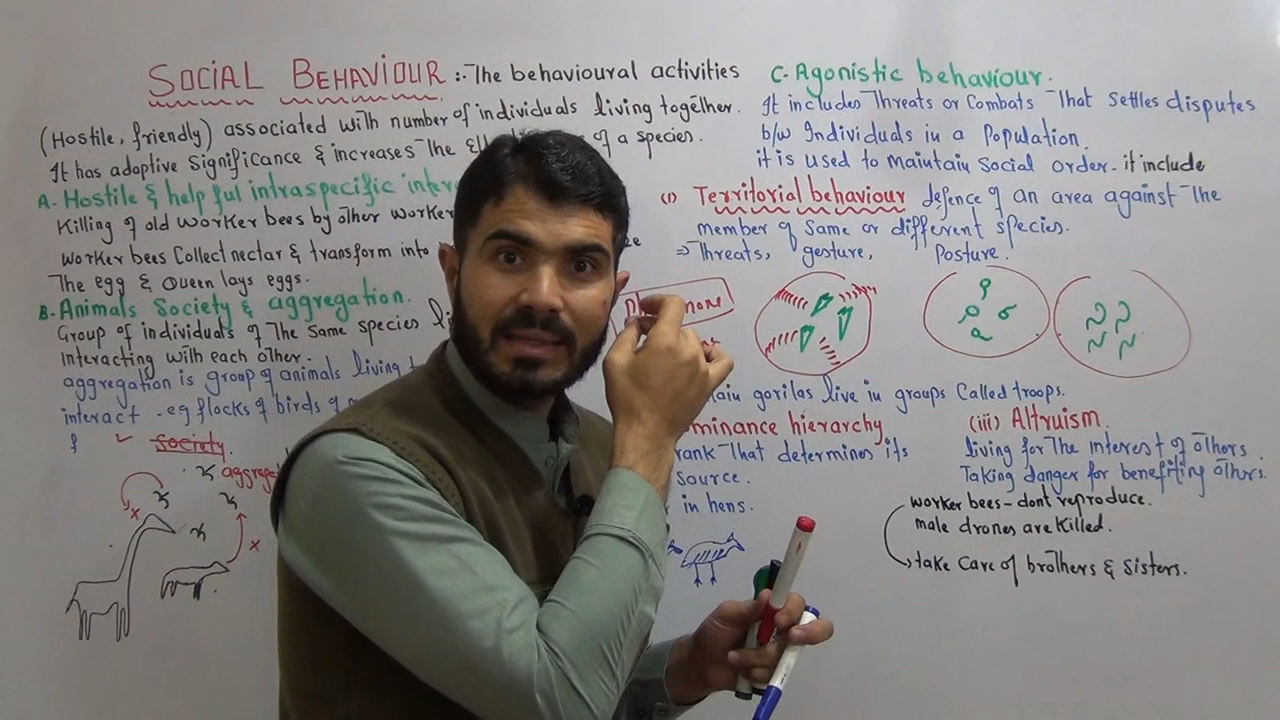 SOCIAL BEHAVIOUR :- The behavioural activities
(Hostile, friendly) associated with number of individuals living together.
It has adoptive significance & increases The of a species.
A- Hostile & helpful intraspecific
Killing of old worker bees by other worker
worker bees Collect nectar & transform into
The egg & Queen lays eggs.
B- Animals Society & aggregation.
Group of individuals of The Same species
interacting with each other.
aggregation is group of animals living
interact - eg flocks of birds of
Society
x
x
C- Agonistic behaviour.
It includes Threats or Combats That settles disputes
b/w Individuals in a Population.
it is used to maintain Social order. it include
(i) Territorial behaviour defence of an area against The
member of Same or different species.
⇒ Threats, gesture, Posture.
gorilas live in groups Called troops.
hierarchy
rank That determines its
source.
in hens.
(iii) Altruism
living for The interest of others
Taking danger for benefiting others.
worker bees - dont reproduce.
male drones are killed.
take care of brothers & sisters.